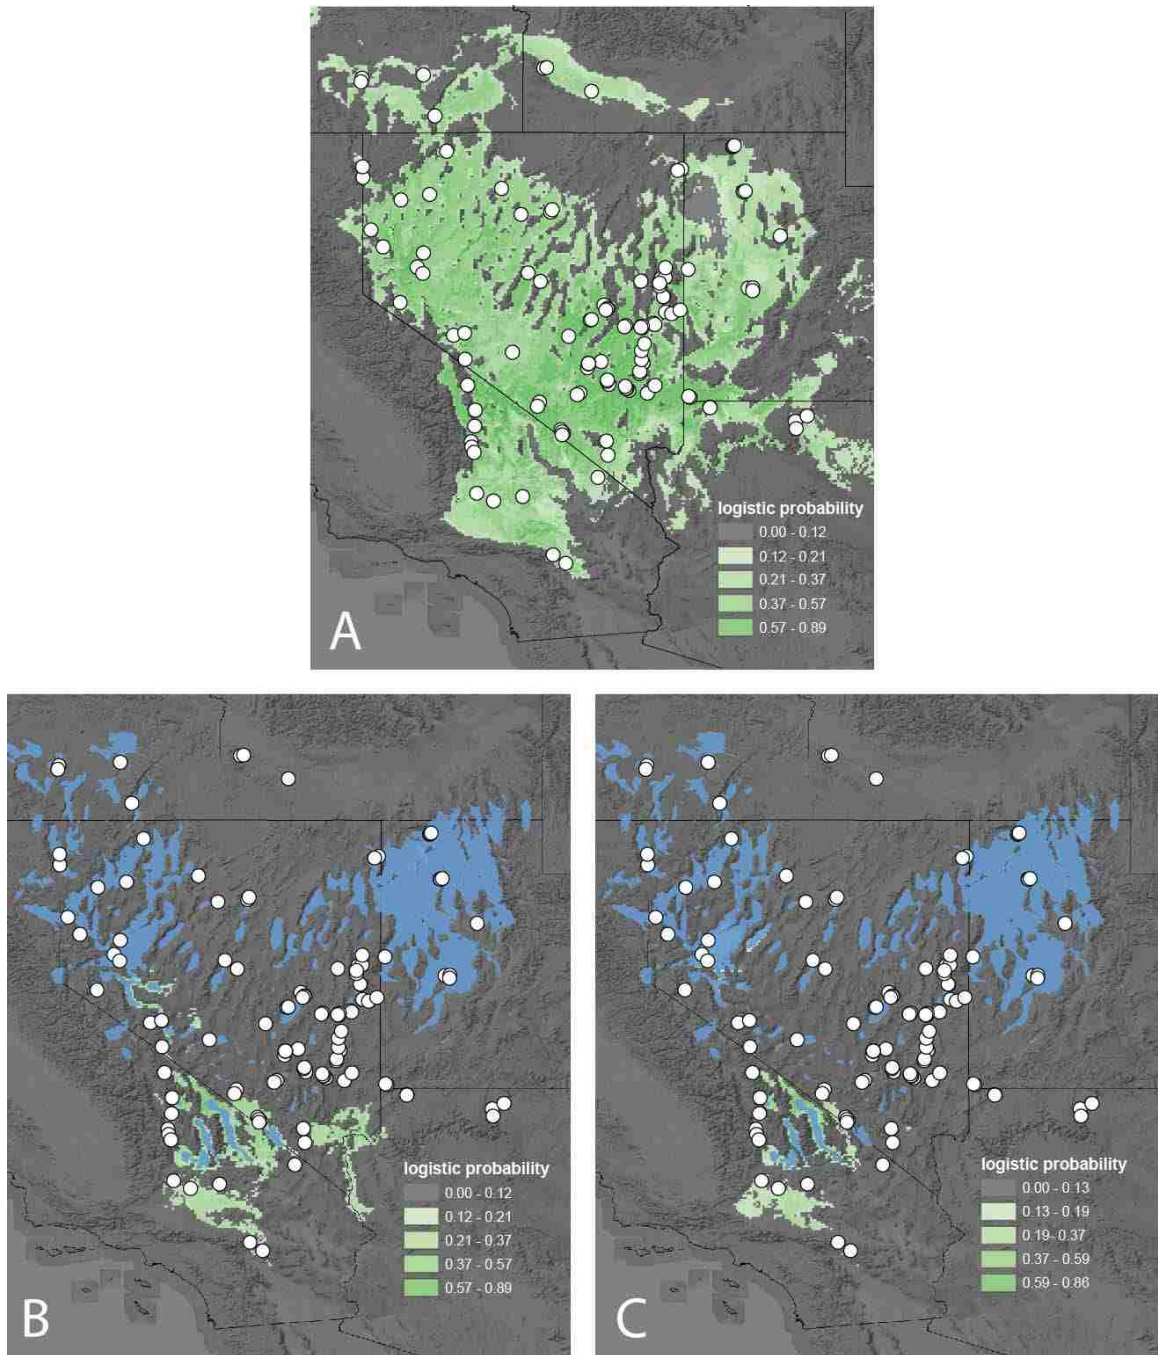 logistic probability
0.00 - 0.12
0.12 - 0.21
0.21 - 0.37
0.37 - 0.57
0.57 - 0.89
A
logistic probability
0.00 - 0.12
0.12 - 0.21
0.21 - 0.37
0.37 - 0.57
0.57 - 0.89
B
logistic probability
0.00 - 0.13
0.13 - 0.19
0.19- 0.37
0.37 - 0.59
0.59 - 0.86
C